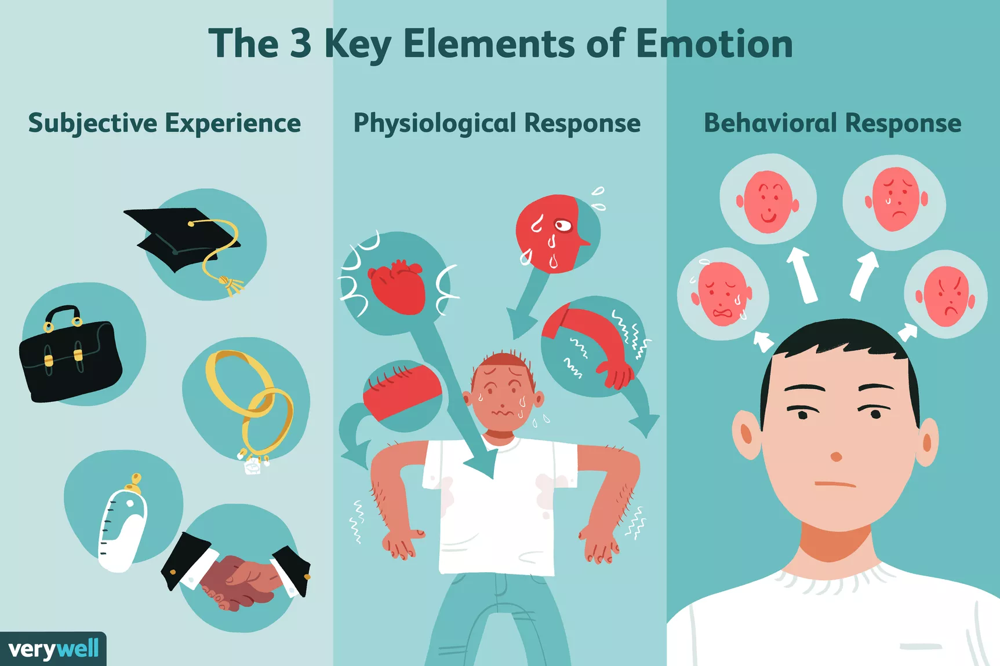 The 3 Key Elements of Emotion
Subjective Experience
Physiological Response
Behavioral Response
verywell